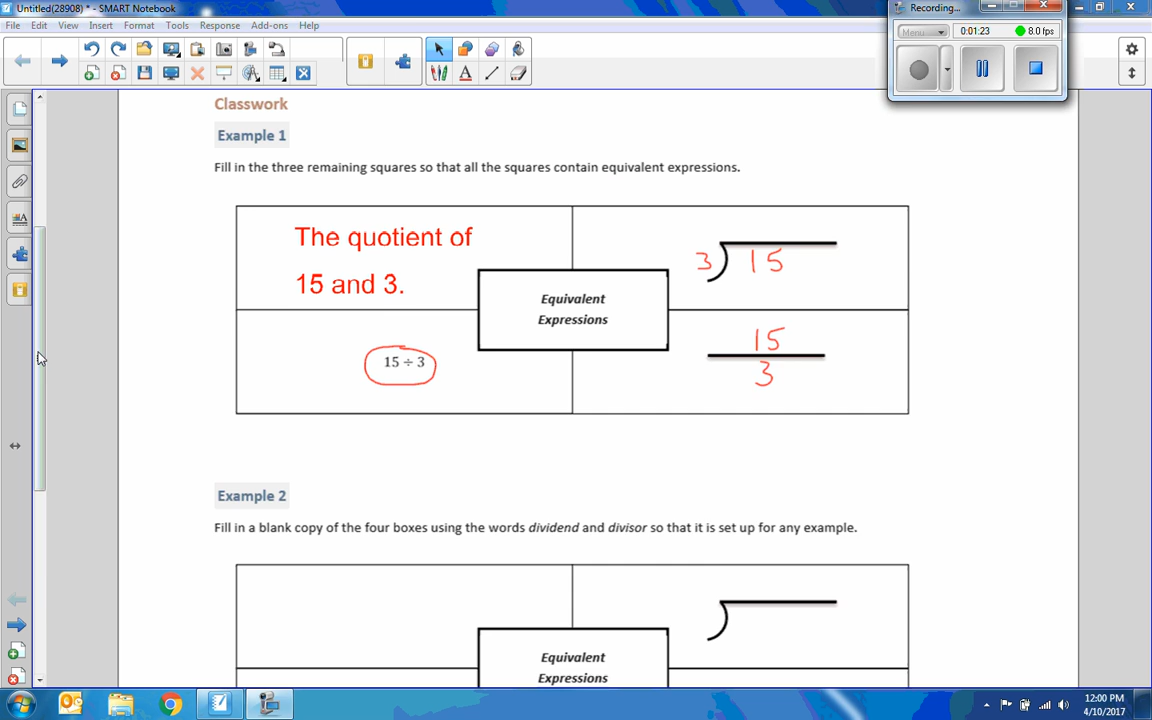 Untitled(28908) * - SMART Notebook
Recording...
File Edit View Insert Format Tools Response Add-ons Help
Menu 0:01:23 8.0 fps
Classwork
Example 1
Fill in the three remaining squares so that all the squares contain equivalent expressions.
The quotient of
15 and 3.
3 15
Equivalent
Expressions
15 ÷ 3
15
3
Example 2
Fill in a blank copy of the four boxes using the words dividend and divisor so that it is set up for any example.
Equivalent
Expressions
12:00 PM
4/10/2017